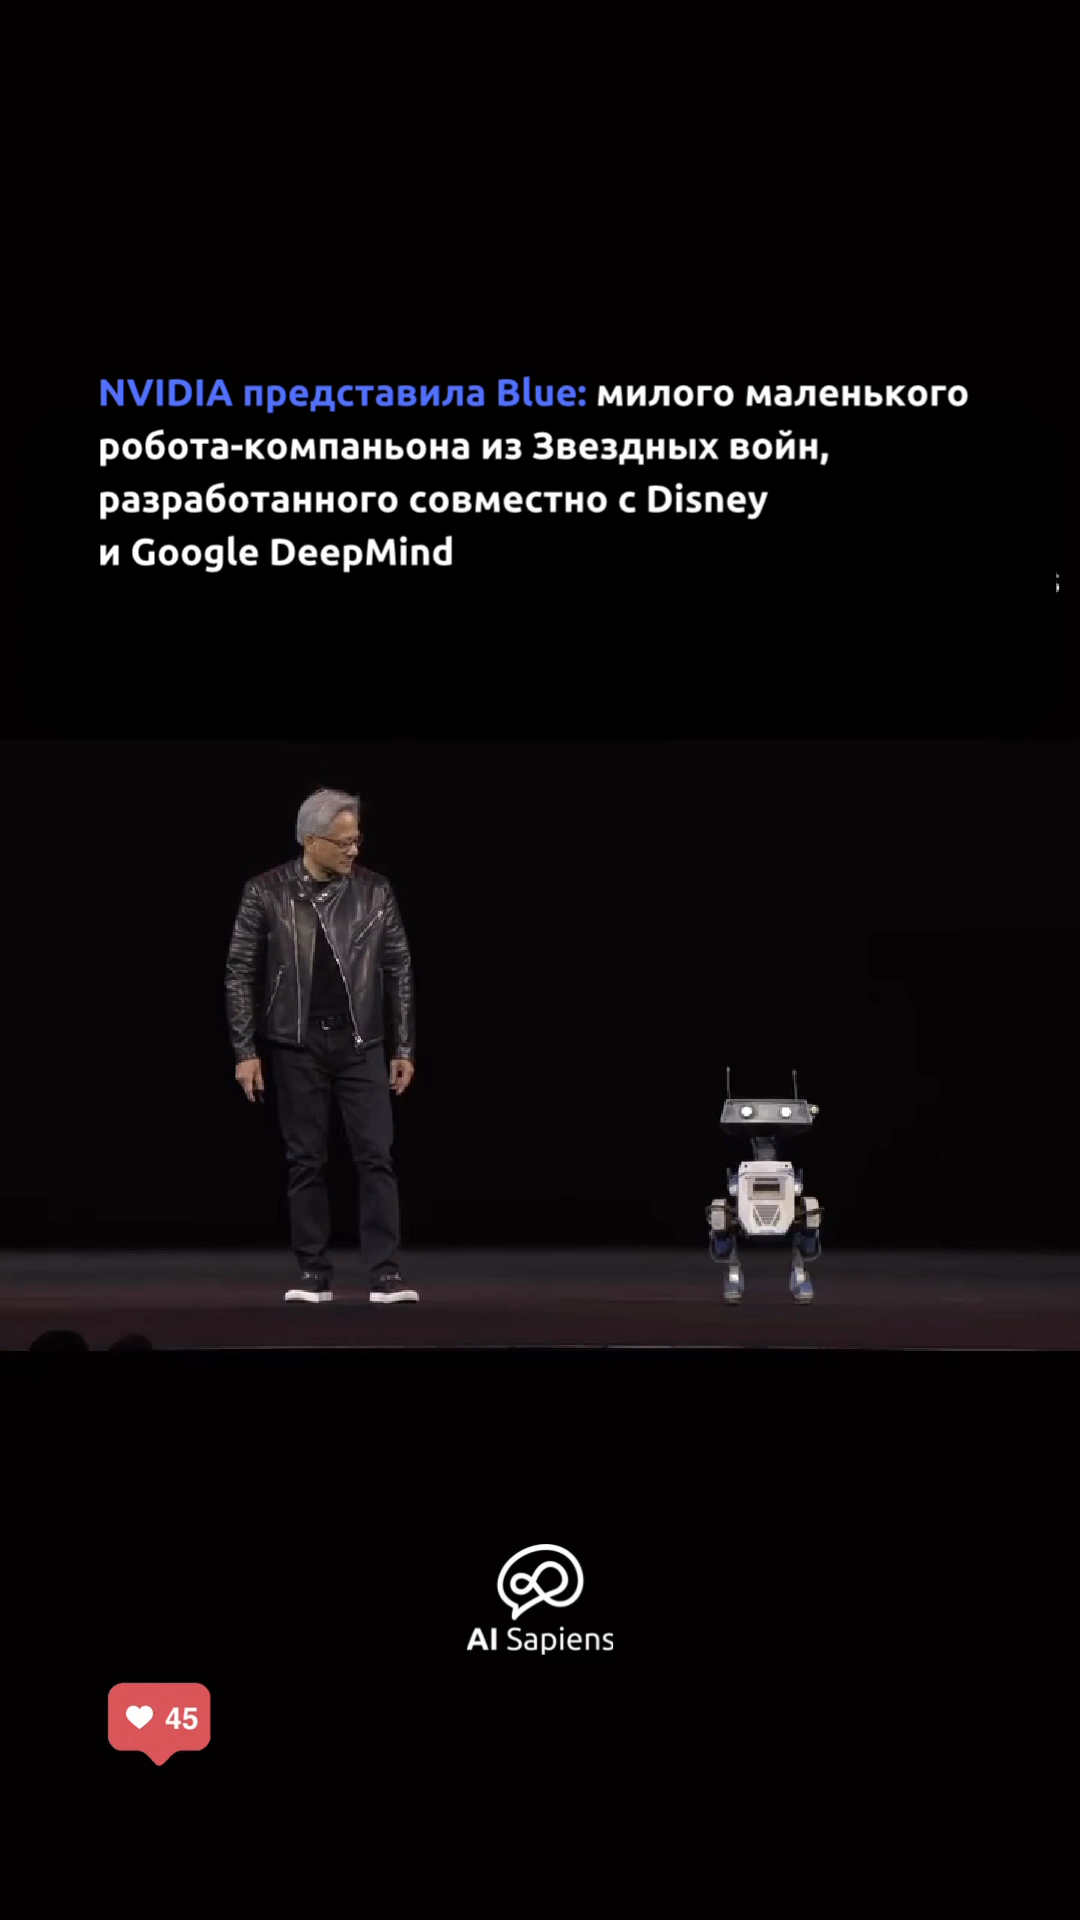 NVIDIA представила Blue: милого маленького
робота-компаньона из Звездных войн,
разработанного совместно с Disney
и Google DeepMind
AI Sapiens
45